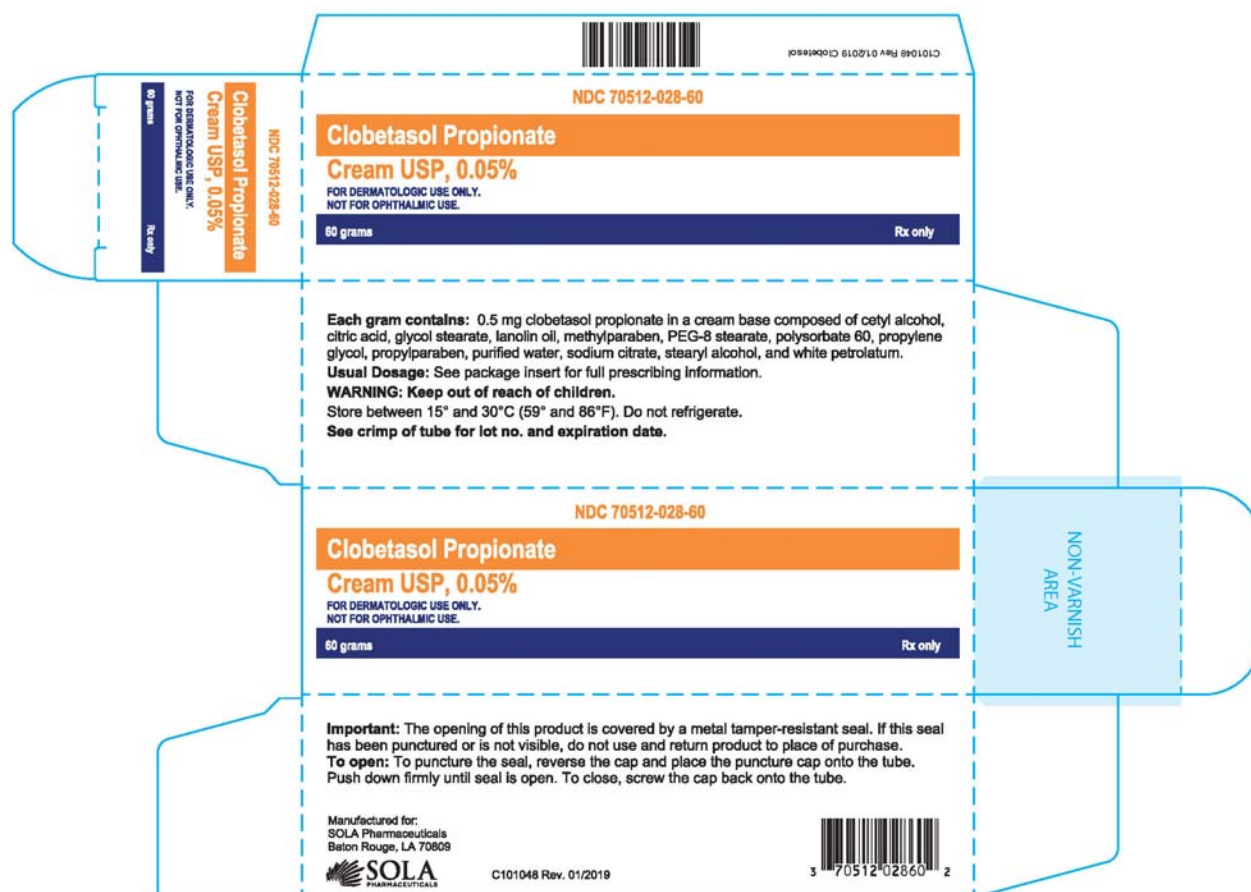 C101048 Rev 01/2019 Clobetesol
NDC 70512-028-60
Clobetasol Propionate
Cream USP, 0.05%
FOR DERMATOLOGIC USE ONLY.
NOT FOR OPHTHALMIC USE.
60 grams Rx only
NDC 70512-028-60
Clobetasol Propionate
Cream USP, 0.05%
FOR DERMATOLOGIC USE ONLY.
NOT FOR OPHTHALMIC USE.
60 grams Rx only
Each gram contains: 0.5 mg clobetasol propionate in a cream base composed of cetyl alcohol,
citric acid, glycol stearate, lanolin oil, methylparaben, PEG-8 stearate, polysorbate 60, propylene
glycol, propylparaben, purified water, sodium citrate, stearyl alcohol, and white petrolatum.
Usual Dosage: See package insert for full prescribing information.
WARNING: Keep out of reach of children.
Store between 15° and 30°C (59° and 86°F). Do not refrigerate.
See crimp of tube for lot no. and expiration date.
NDC 70512-028-60
Clobetasol Propionate
Cream USP, 0.05%
FOR DERMATOLOGIC USE ONLY.
NOT FOR OPHTHALMIC USE.
60 grams Rx only
NON-VARNISH
AREA
Important: The opening of this product is covered by a metal tamper-resistant seal. If this seal
has been punctured or is not visible, do not use and return product to place of purchase.
To open: To puncture the seal, reverse the cap and place the puncture cap onto the tube.
Push down firmly until seal is open. To close, screw the cap back onto the tube.
Manufactured for:
SOLA Pharmaceuticals
Baton Rouge, LA 70809
SOLA
PHARMACEUTICALS
C101048 Rev. 01/2019
3 70512 02860 2